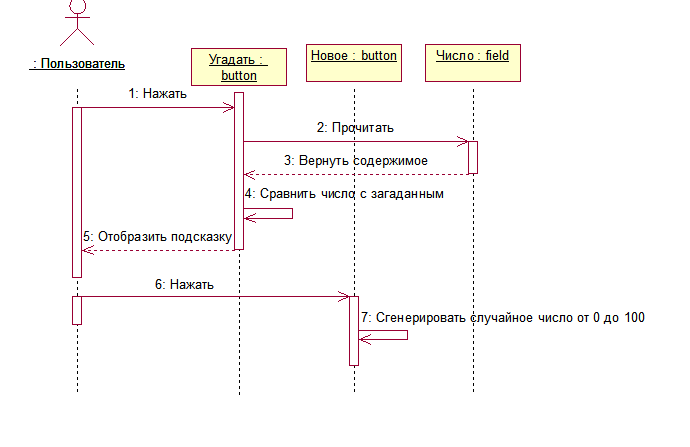 : Пользователь
Угадать :
button
Новое : button
Число : field
1: Нажать
2: Прочитать
3: Вернуть содержимое
4: Сравнить число с загаданным
5: Отобразить подсказку
6: Нажать
7: Сгенерировать случайное число от 0 до 100